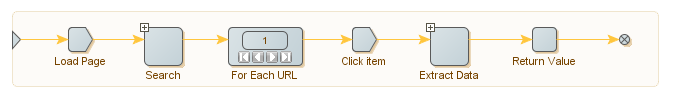 1
Load Page
Search
For Each URL
Click item
Extract Data
Return Value